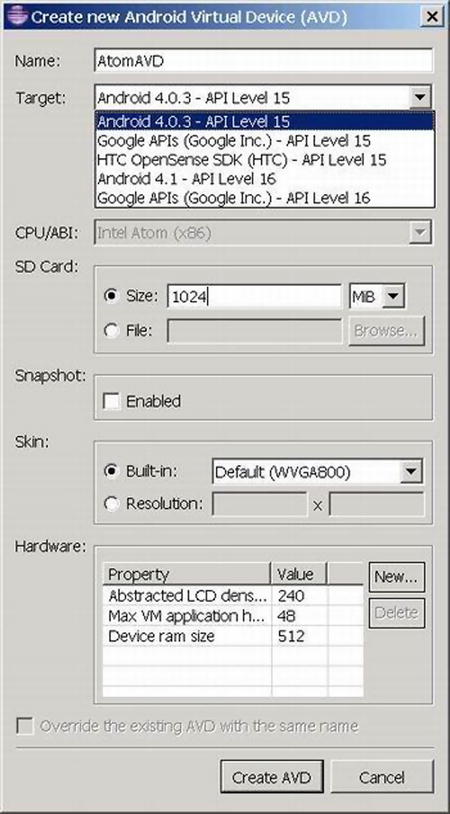 Create new Android Virtual Device (AVD)
Name: AtomAVD
Target: Android 4.0.3 - API Level 15
Android 4.0.3 - API Level 15
Google APIs (Google Inc.) - API Level 15
HTC OpenSense SDK (HTC) - API Level 15
Android 4.1 - API Level 16
Google APIs (Google Inc.) - API Level 16
CPU/ABI: Intel Atom (x86)
SD Card:
Size: 1024 MiB
File: Browse...
Snapshot:
Enabled
Skin:
Built-in: Default (WVGA800)
Resolution: x
Hardware:
Property Value New...
Abstracted LCD dens... 240
Max VM application h... 48 Delete
Device ram size 512
Override the existing AVD with the same name
Create AVD Cancel